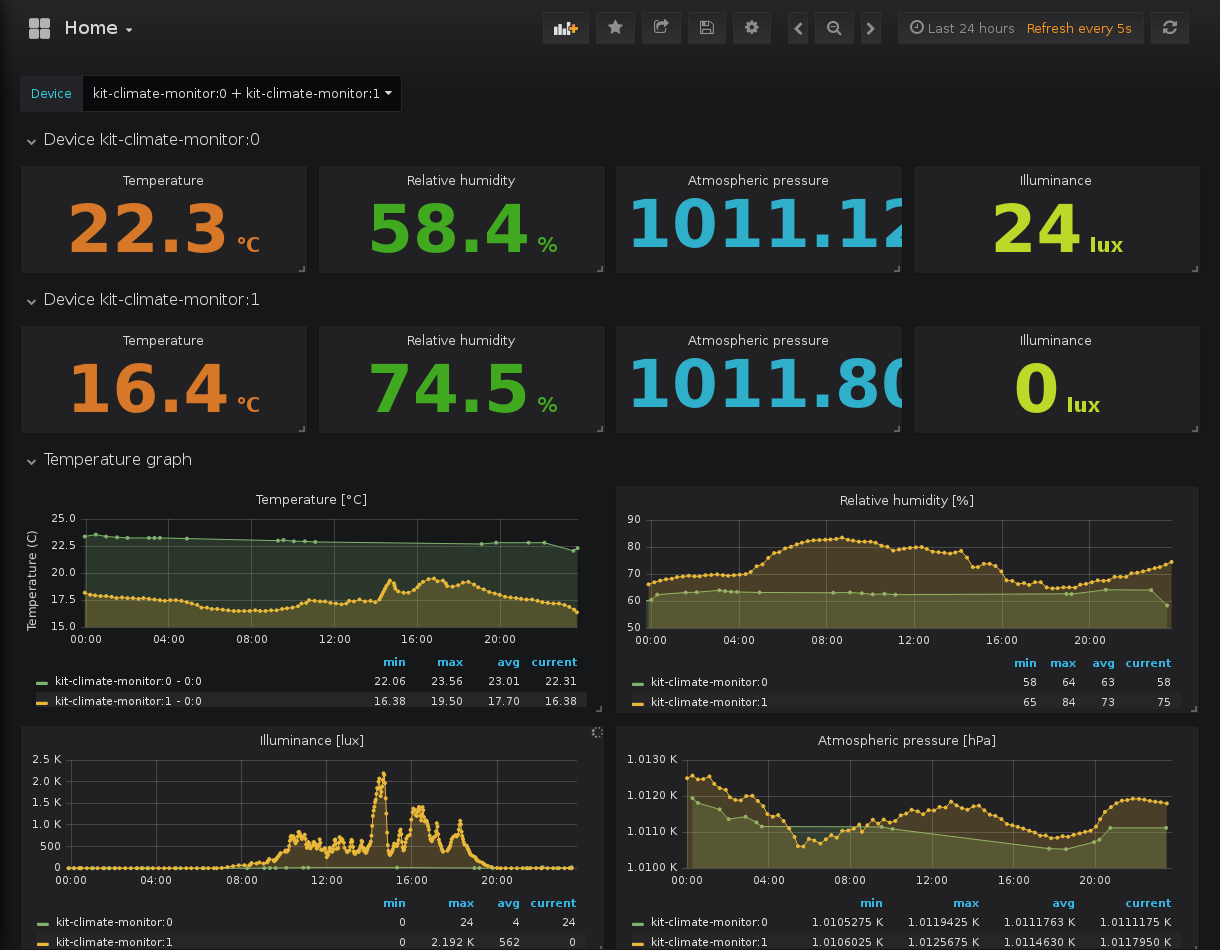 Home
Last 24 hours Refresh every 5s
Device kit-climate-monitor:0 + kit-climate-monitor:1
Device kit-climate-monitor:0
Temperature Relative humidity Atmospheric pressure Illuminance
22.3 °C 58.4 % 1011.12 24 lux
Device kit-climate-monitor:1
Temperature Relative humidity Atmospheric pressure Illuminance
16.4 °C 74.5 % 1011.80 0 lux
Temperature graph
Temperature [°C]
Temperature (C)
25.0
22.5
20.0
17.5
15.0
00:00 04:00 08:00 12:00 16:00 20:00
min max avg current
kit-climate-monitor:0 - 0:0 22.06 23.56 23.01 22.31
kit-climate-monitor:1 - 0:0 16.38 19.50 17.70 16.38
Relative humidity [%]
90
80
70
60
50
00:00 04:00 08:00 12:00 16:00 20:00
min max avg current
kit-climate-monitor:0 58 64 63 58
kit-climate-monitor:1 65 84 73 75
Illuminance [lux]
2.5 K
2.0 K
1.5 K
1.0 K
500
0
00:00 04:00 08:00 12:00 16:00 20:00
min max avg current
kit-climate-monitor:0 0 24 4 24
kit-climate-monitor:1 0 2.192 K 562 0
Atmospheric pressure [hPa]
1.0130 K
1.0120 K
1.0110 K
1.0100 K
00:00 04:00 08:00 12:00 16:00 20:00
min max avg current
kit-climate-monitor:0 1.0105275 K 1.0119425 K 1.0111763 K 1.0111175 K
kit-climate-monitor:1 1.0106025 K 1.0125675 K 1.0114630 K 1.0117950 K